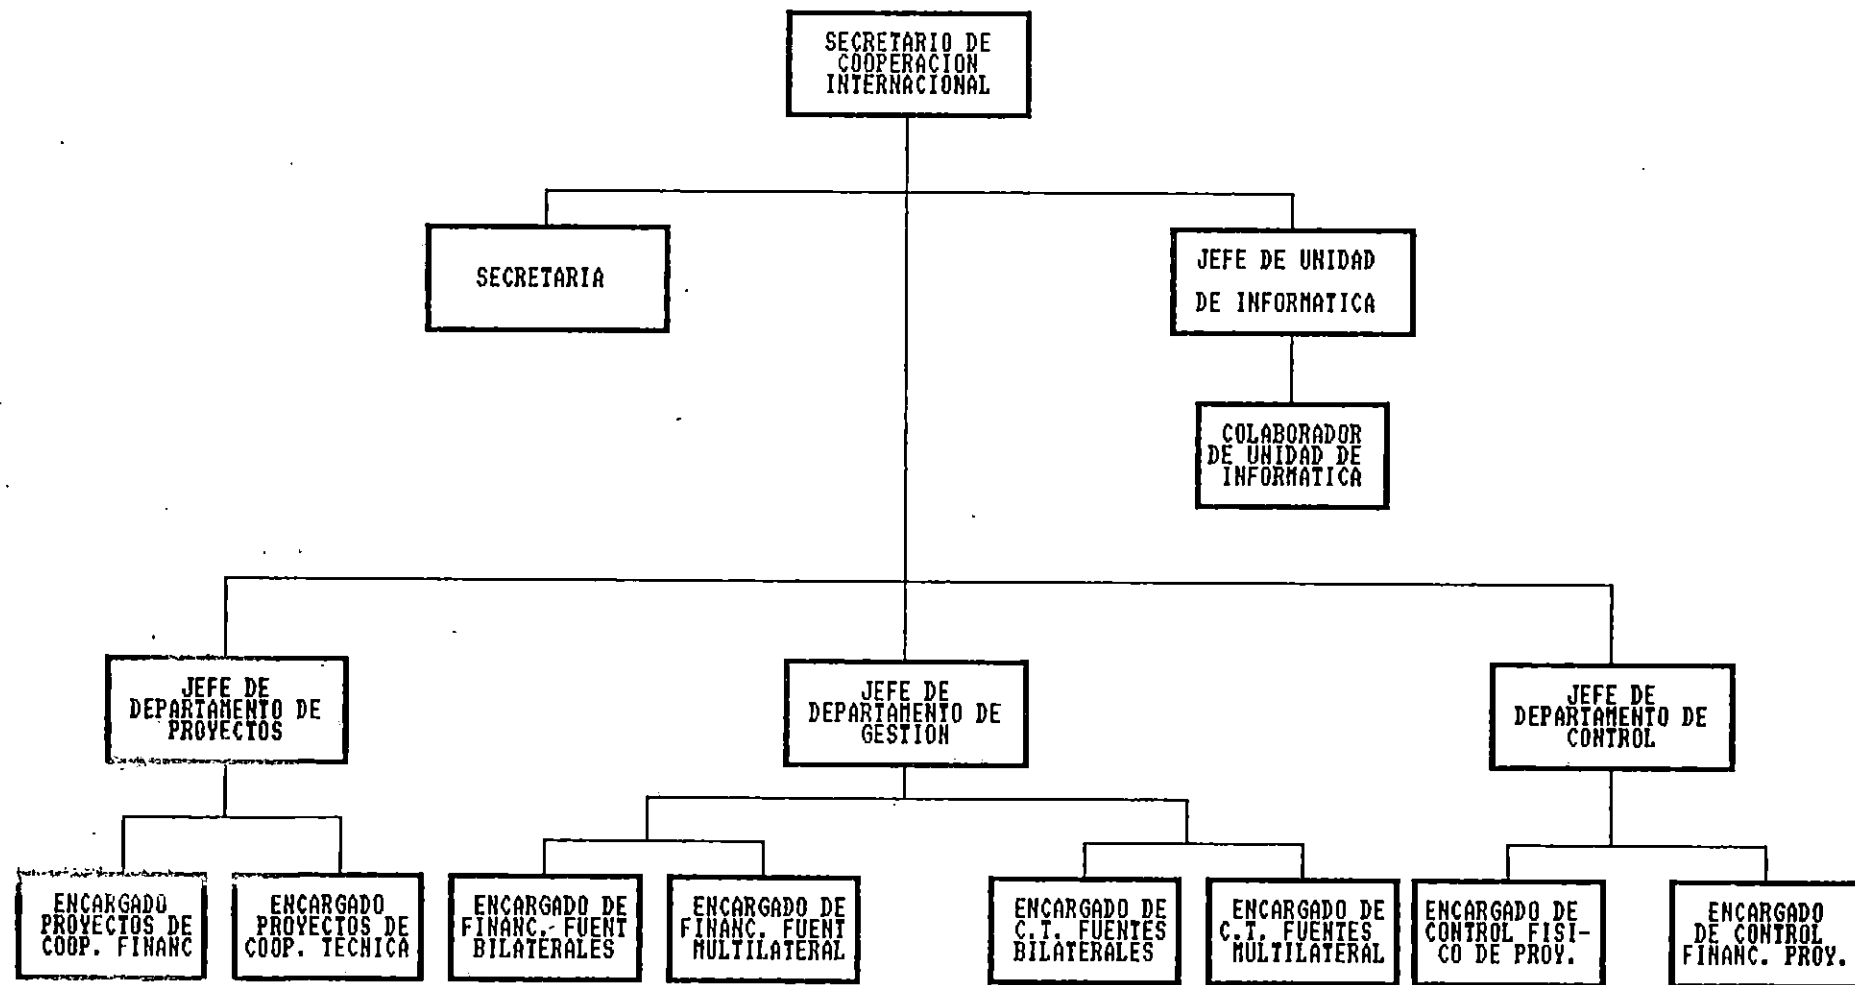 SECRETARIO DE
COOPERACION
INTERNACIONAL
SECRETARIA
JEFE DE UNIDAD
DE INFORMATICA
COLABORADOR
DE UNIDAD DE
INFORMATICA
JEFE DE
DEPARTAMENTO DE
PROYECTOS
JEFE DE
DEPARTAMENTO DE
GESTION
JEFE DE
DEPARTAMENTO DE
CONTROL
ENCARGADO
PROYECTOS DE
COOP. FINANC
ENCARGADO
PROYECTOS DE
COOP. TECNICA
ENCARGADO DE
FINANC. FUENT
BILATERALES
ENCARGADO DE
FINANC. FUENT
MULTILATERAL
ENCARGADO DE
C.T. FUENTES
BILATERALES
ENCARGADO DE
C.T. FUENTES
MULTILATERAL
ENCARGADO DE
CONTROL FISI-
CO DE PROY.
ENCARGADO
DE CONTROL
FINANC. PROY.